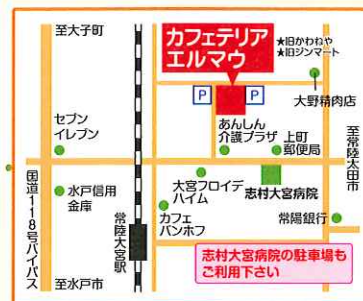 至大子町
カフェテリア
エルマウ
★旧かわねや
★旧ジンマート
P
P
大野精肉店
セブン
イレブン
あんしん
介護プラザ
上町
郵便局
至常陸太田市
国道118号バイパス
水戸信用
金庫
常陸大宮駅
大宮フロイデ
ハイム
志村大宮病院
カフェ
バンホフ
常陽銀行
志村大宮病院の駐車場も
ご利用下さい
至水戸市